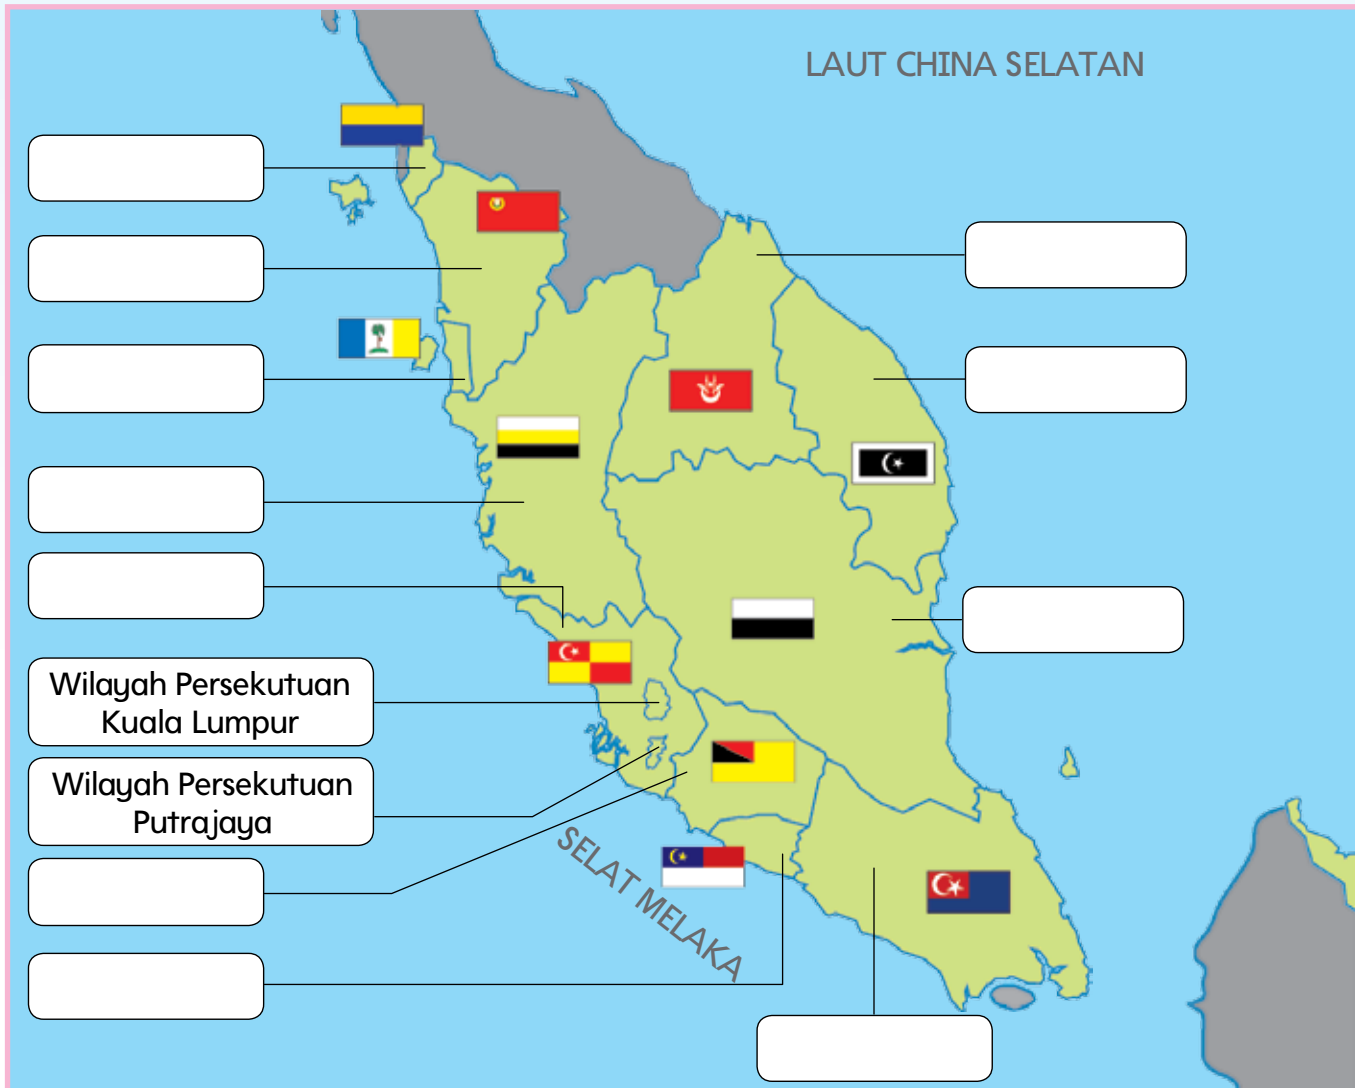 LAUT CHINA SELATAN
Wilayah Persekutuan
Kuala Lumpur
Wilayah Persekutuan
Putrajaya
SELAT MELAKA